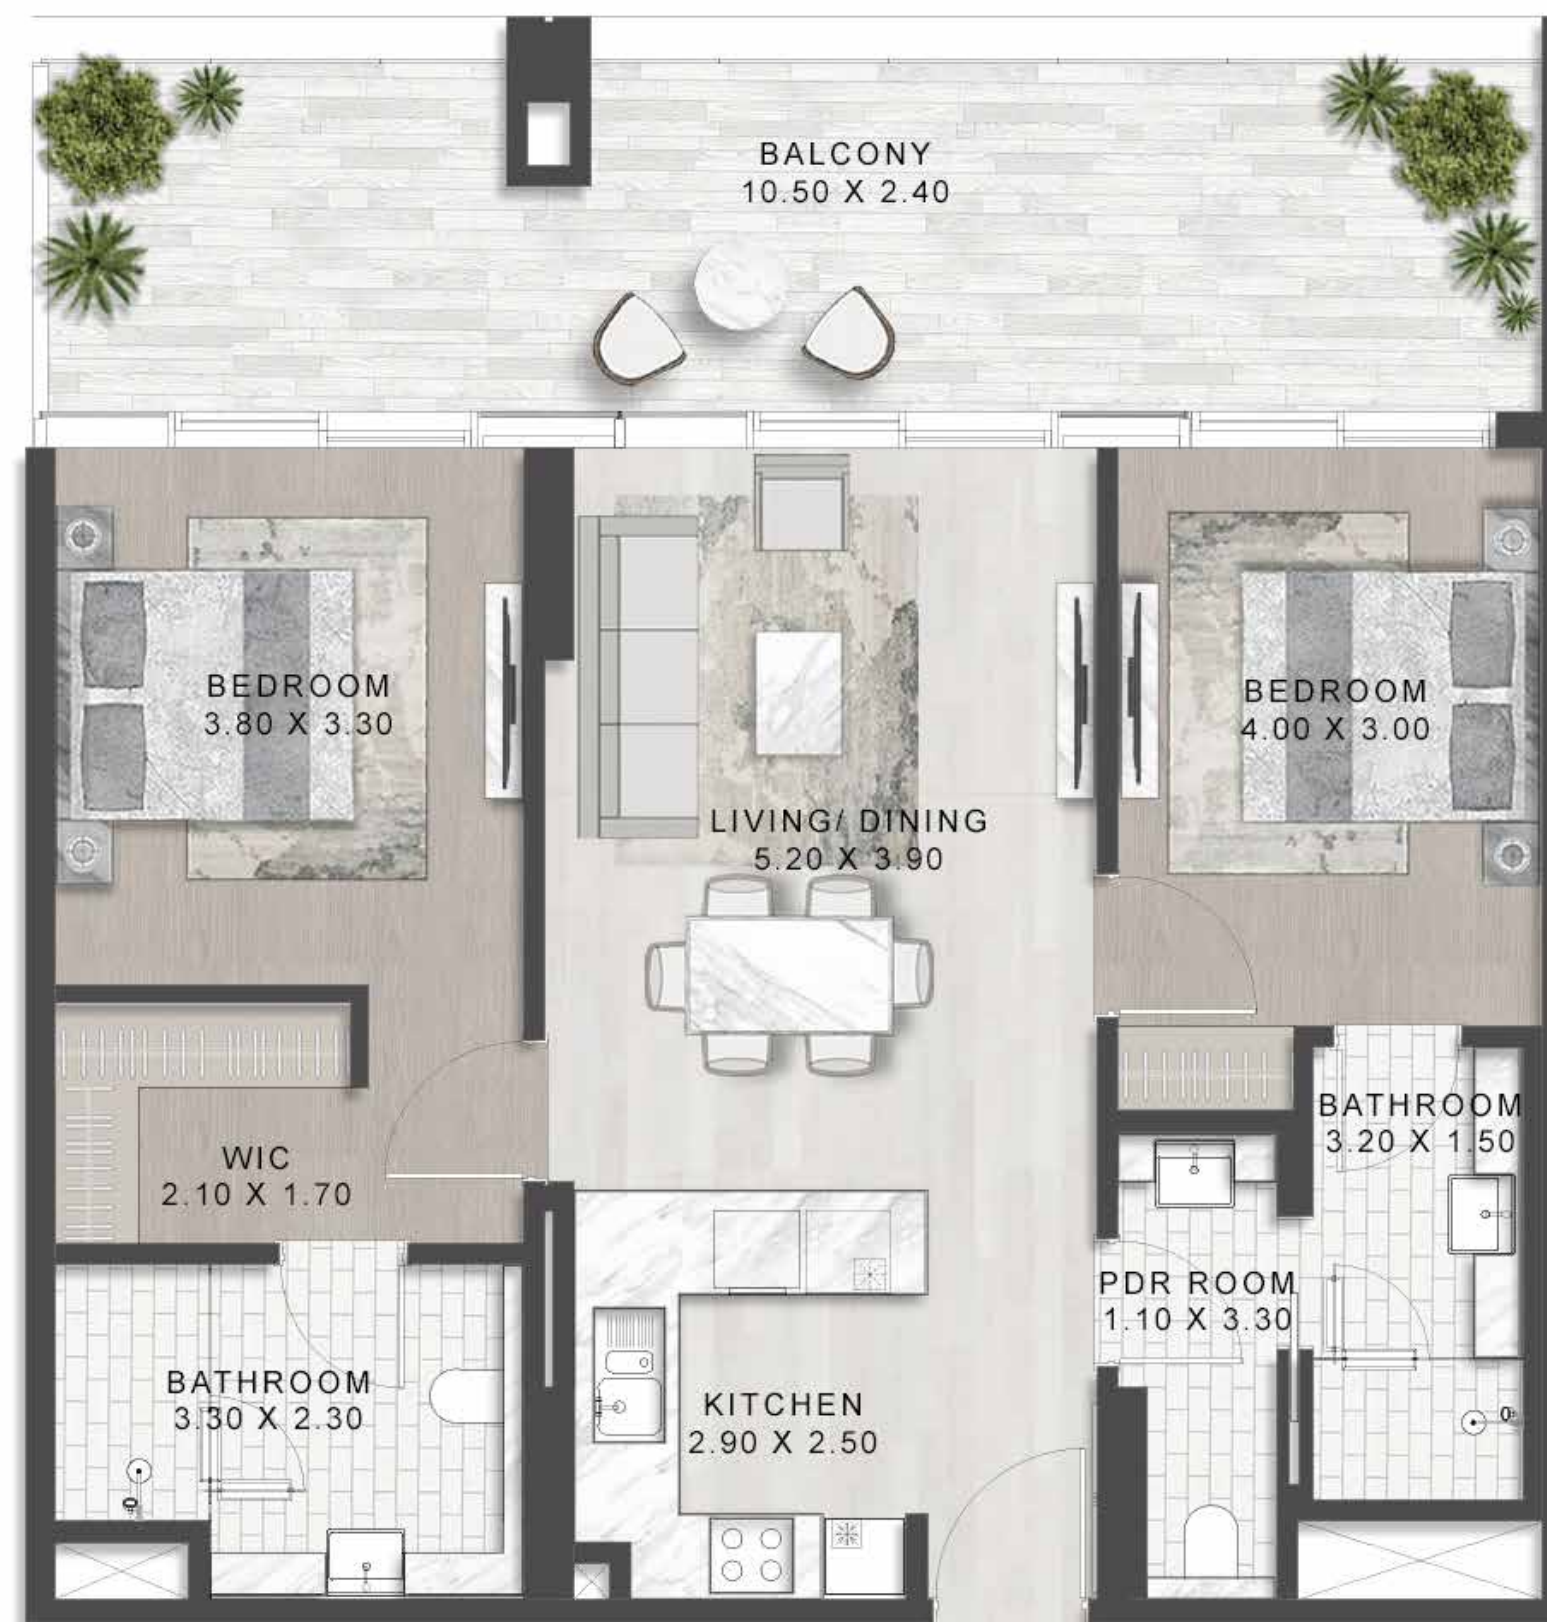 BALCONY
10.50 X 2.40
BEDROOM
3.80 X 3.30
BEDROOM
4.00 X 3.00
LIVING/ DINING
5.20 X 3.90
BATHROOM
3.20 X 1.50
WIC
2.10 X 1.70
PDR ROOM
1.10 X 3.30
BATHROOM
3.30 X 2.30
KITCHEN
2.90 X 2.50